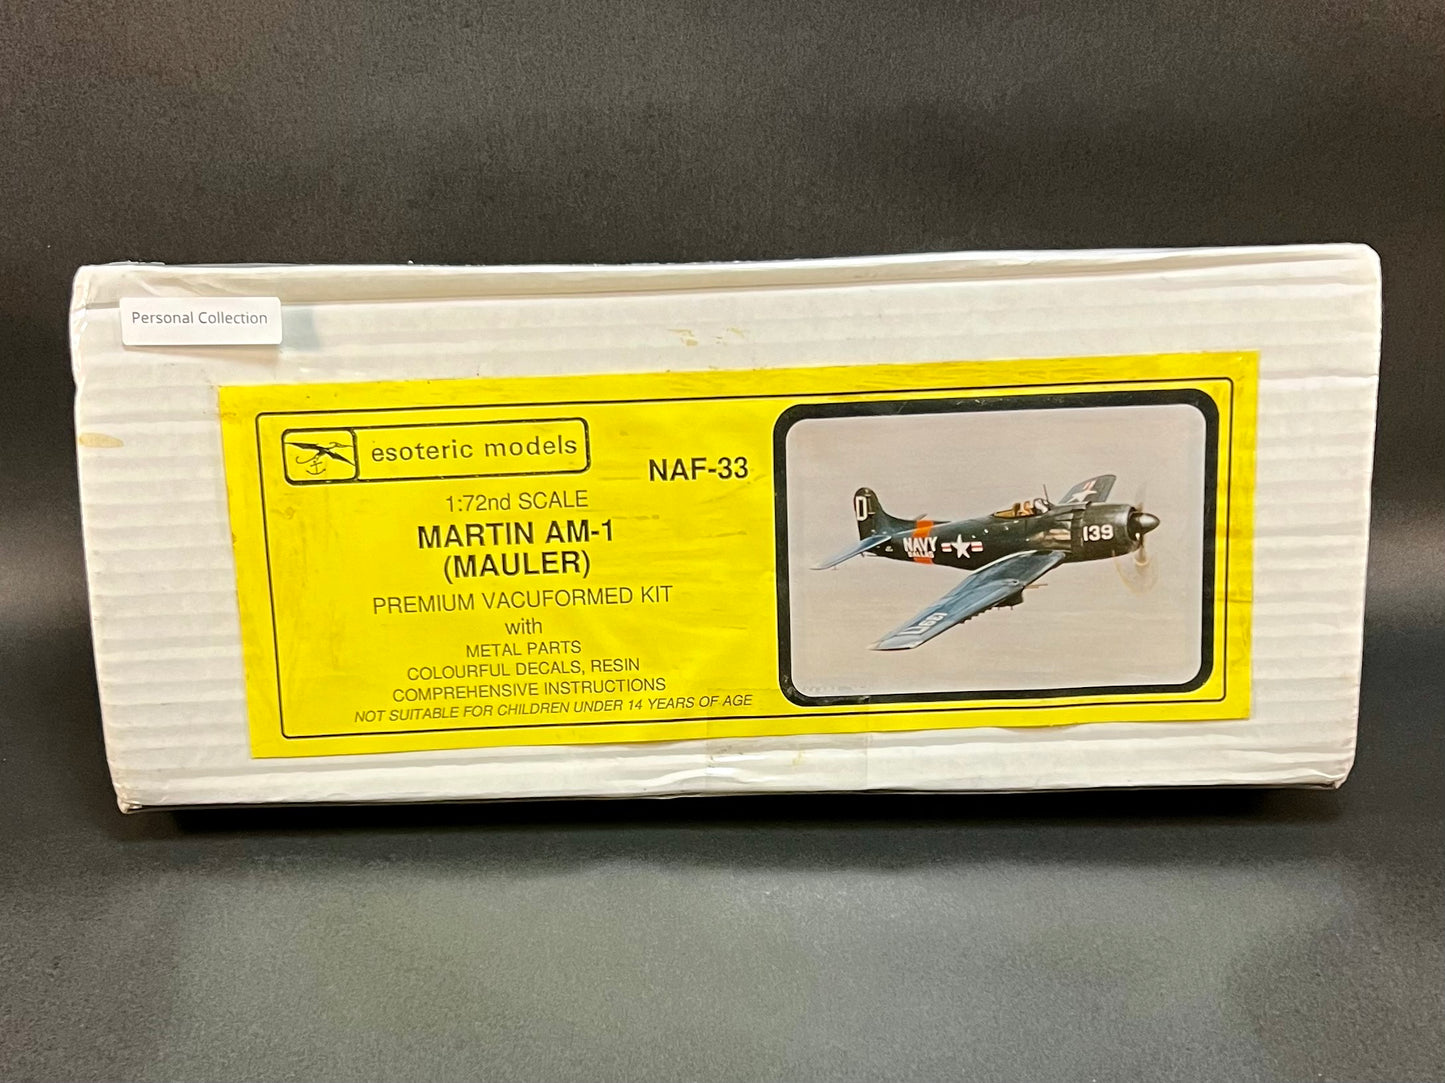 Personal Collection
esoteric models
NAF-33
1:72nd SCALE
MARTIN AM-1
(MAULER)
PREMIUM VACUFORMED KIT
with
METAL PARTS
COLOURFUL DECALS, RESIN
COMPREHENSIVE INSTRUCTIONS
NOT SUITABLE FOR CHILDREN UNDER 14 YEARS OF AGE
D
NAVY
139